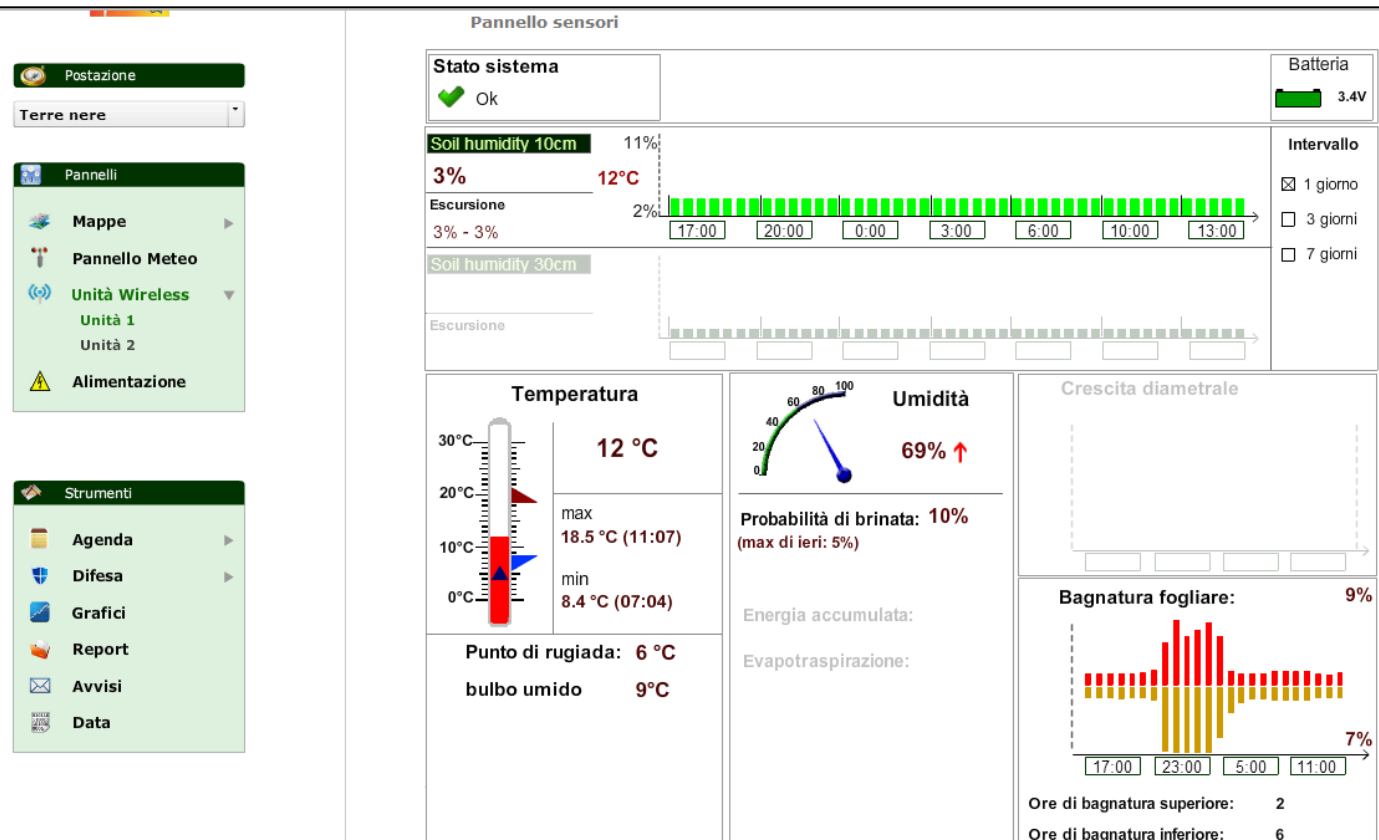 Pannello sensori
Postazione
Terre nere
Pannelli
Mappe
Pannello Meteo
Unità Wireless
Unità 1
Unità 2
Alimentazione
Strumenti
Agenda
Difesa
Grafici
Report
Avvisi
Data
Stato sistema
Ok
Batteria
3.4V
Soil humidity 10cm
11%
3%
12°C
Escursione
2%
3% - 3%
17:00 20:00 0:00 3:00 6:00 10:00 13:00
Intervallo
1 giorno
3 giorni
7 giorni
Soil humidity 30cm
Escursione
Temperatura
30°C
20°C
10°C
0°C
12 °C
max
18.5 °C (11:07)
min
8.4 °C (07:04)
Punto di rugiada: 6 °C
bulbo umido 9°C
0 20 40 60 80 100
Umidità
69%
Probabilità di brinata: 10%
(max di ieri: 5%)
Energia accumulata:
Evapotraspirazione:
Crescita diametrale
Bagnatura fogliare: 9%
7%
17:00 23:00 5:00 11:00
Ore di bagnatura superiore: 2
Ore di bagnatura inferiore: 6